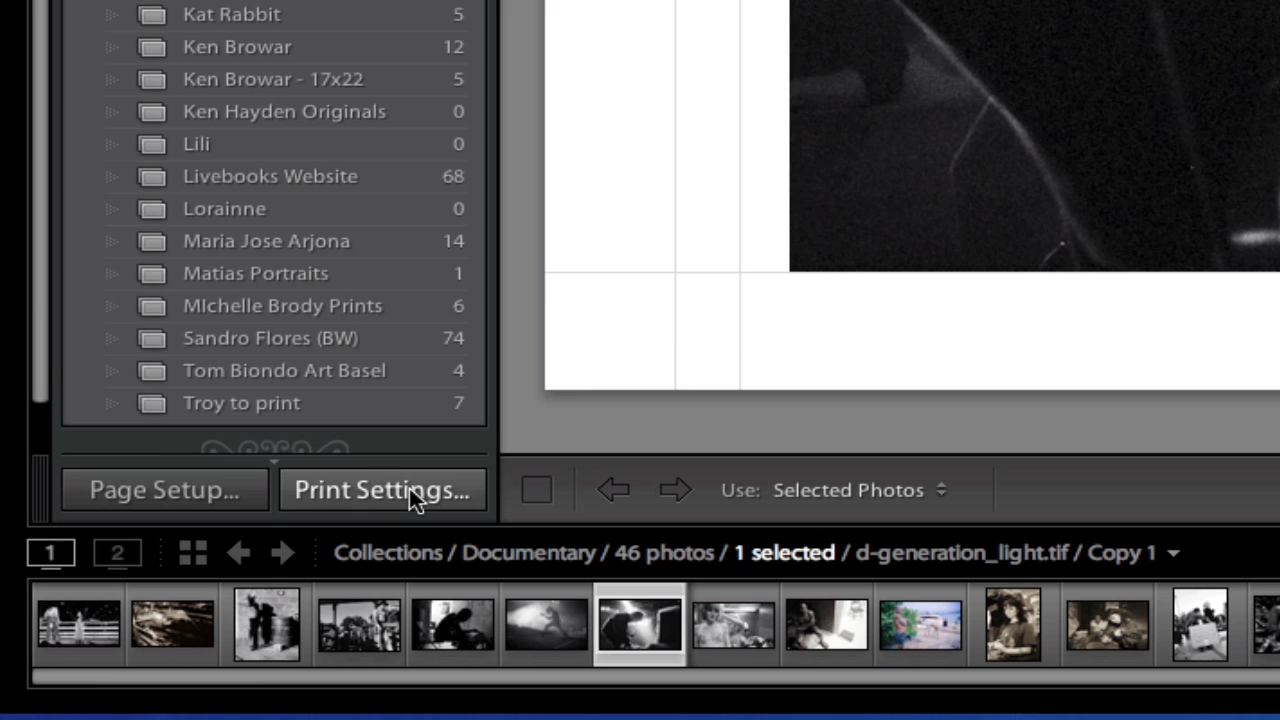 Kat Rabbit 5
Ken Browar 12
Ken Browar - 17x22 5
Ken Hayden Originals 0
Lili 0
Livebooks Website 68
Lorainne 0
Maria Jose Arjona 14
Matias Portraits 1
MIchelle Brody Prints 6
Sandro Flores (BW) 74
Tom Biondo Art Basel 4
Troy to print 7
Page Setup... Print Settings... Use: Selected Photos
1 2 Collections / Documentary / 46 photos / 1 selected / d-generation_light.tif / Copy 1